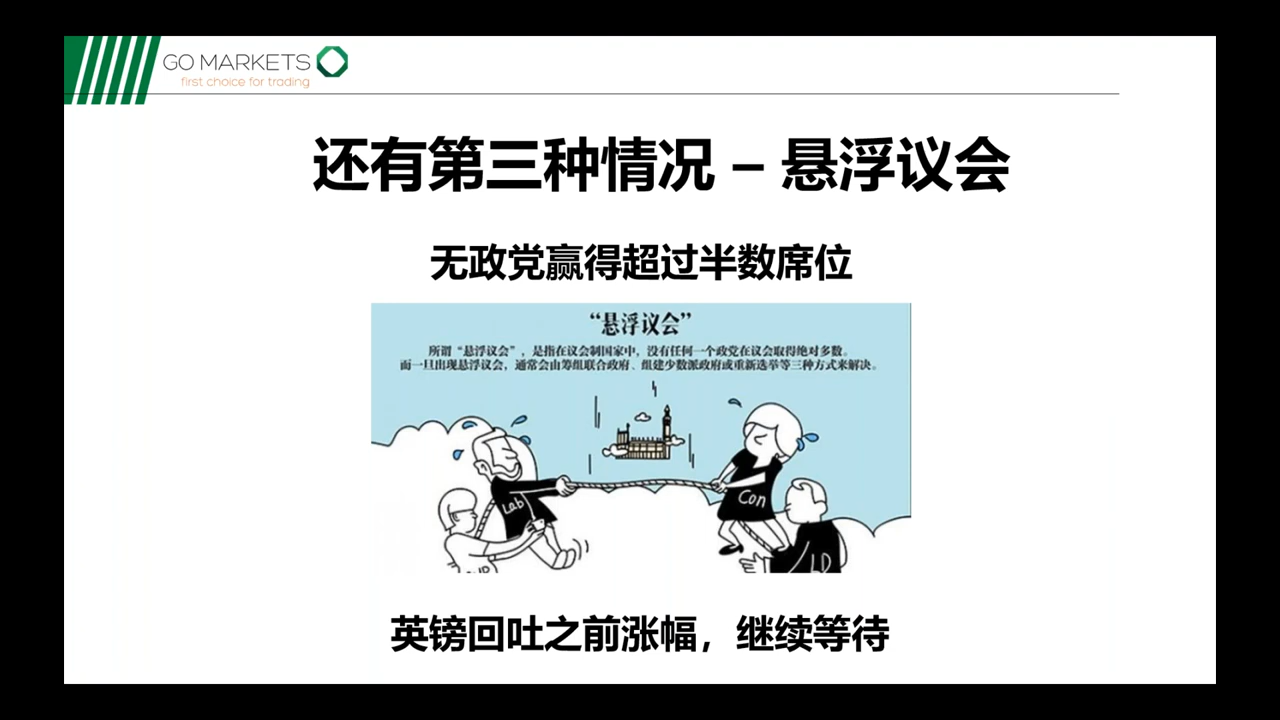 GO MARKETS
first choice for trading
还有第三种情况 – 悬浮议会
无政党赢得超过半数席位
“悬浮议会”
所谓“悬浮议会”，是指在议会制国家中，没有任何一个政党在议会取得绝对多数。
而一旦出现悬浮议会，通常会由筹组联合政府、组建少数派政府或重新选举等三种方式来解决。
Lab
Con
英镑回吐之前涨幅，继续等待